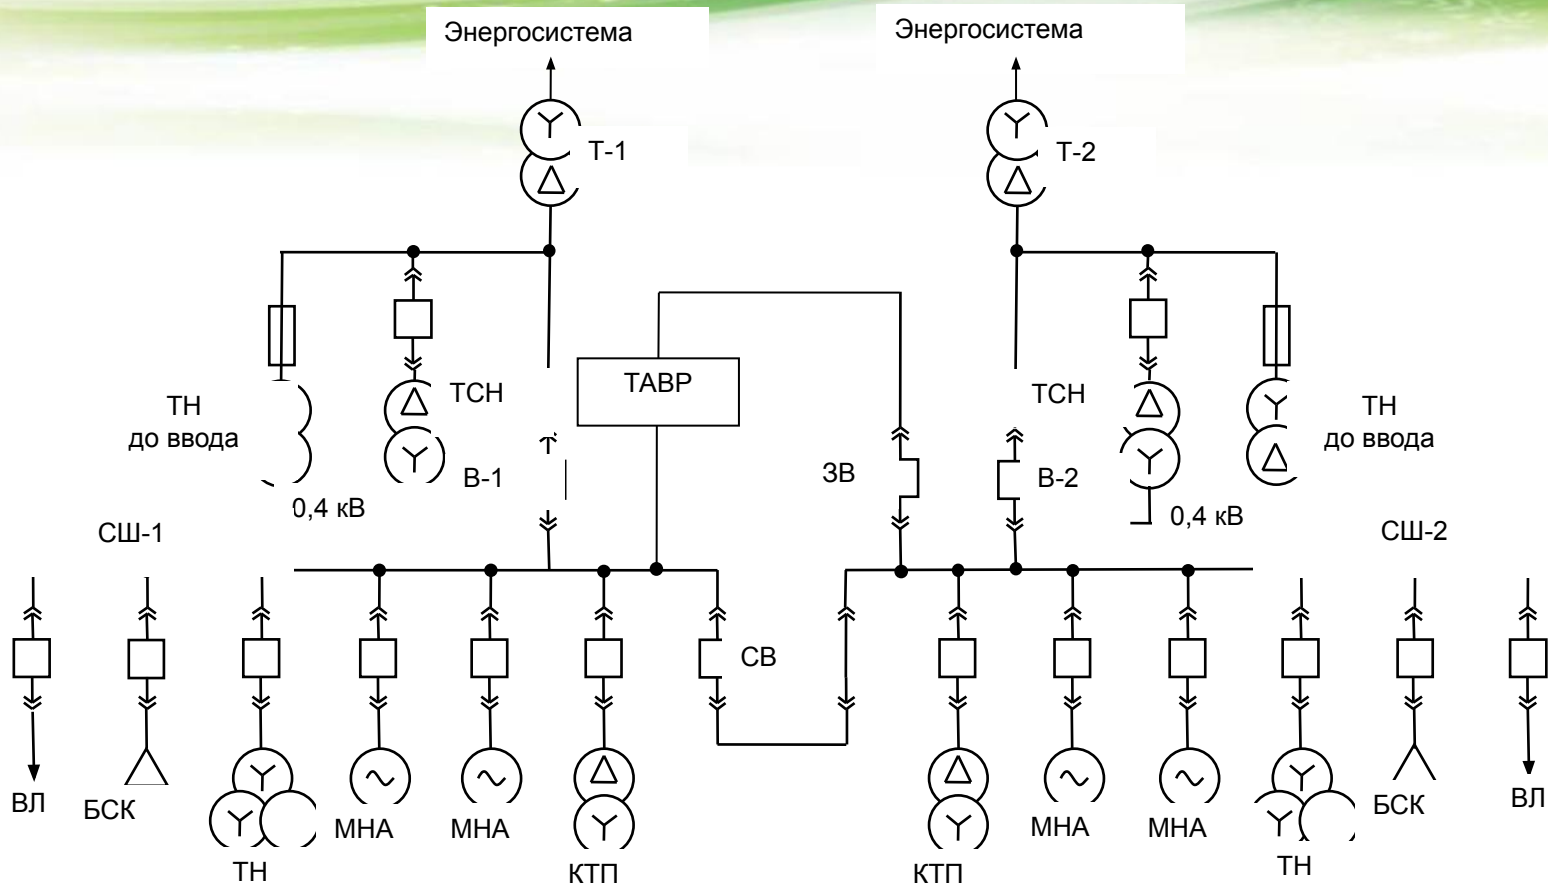 Энергосистема
Энергосистема
Т-1
Т-2
ТАВР
ТСН
ТСН
ТН
до ввода
ТН
до ввода
В-1
ЗВ
В-2
0,4 кВ
0,4 кВ
СШ-1
СШ-2
СВ
ВЛ
БСК
МНА
МНА
МНА
МНА
БСК
ВЛ
ТН
КТП
КТП
ТН